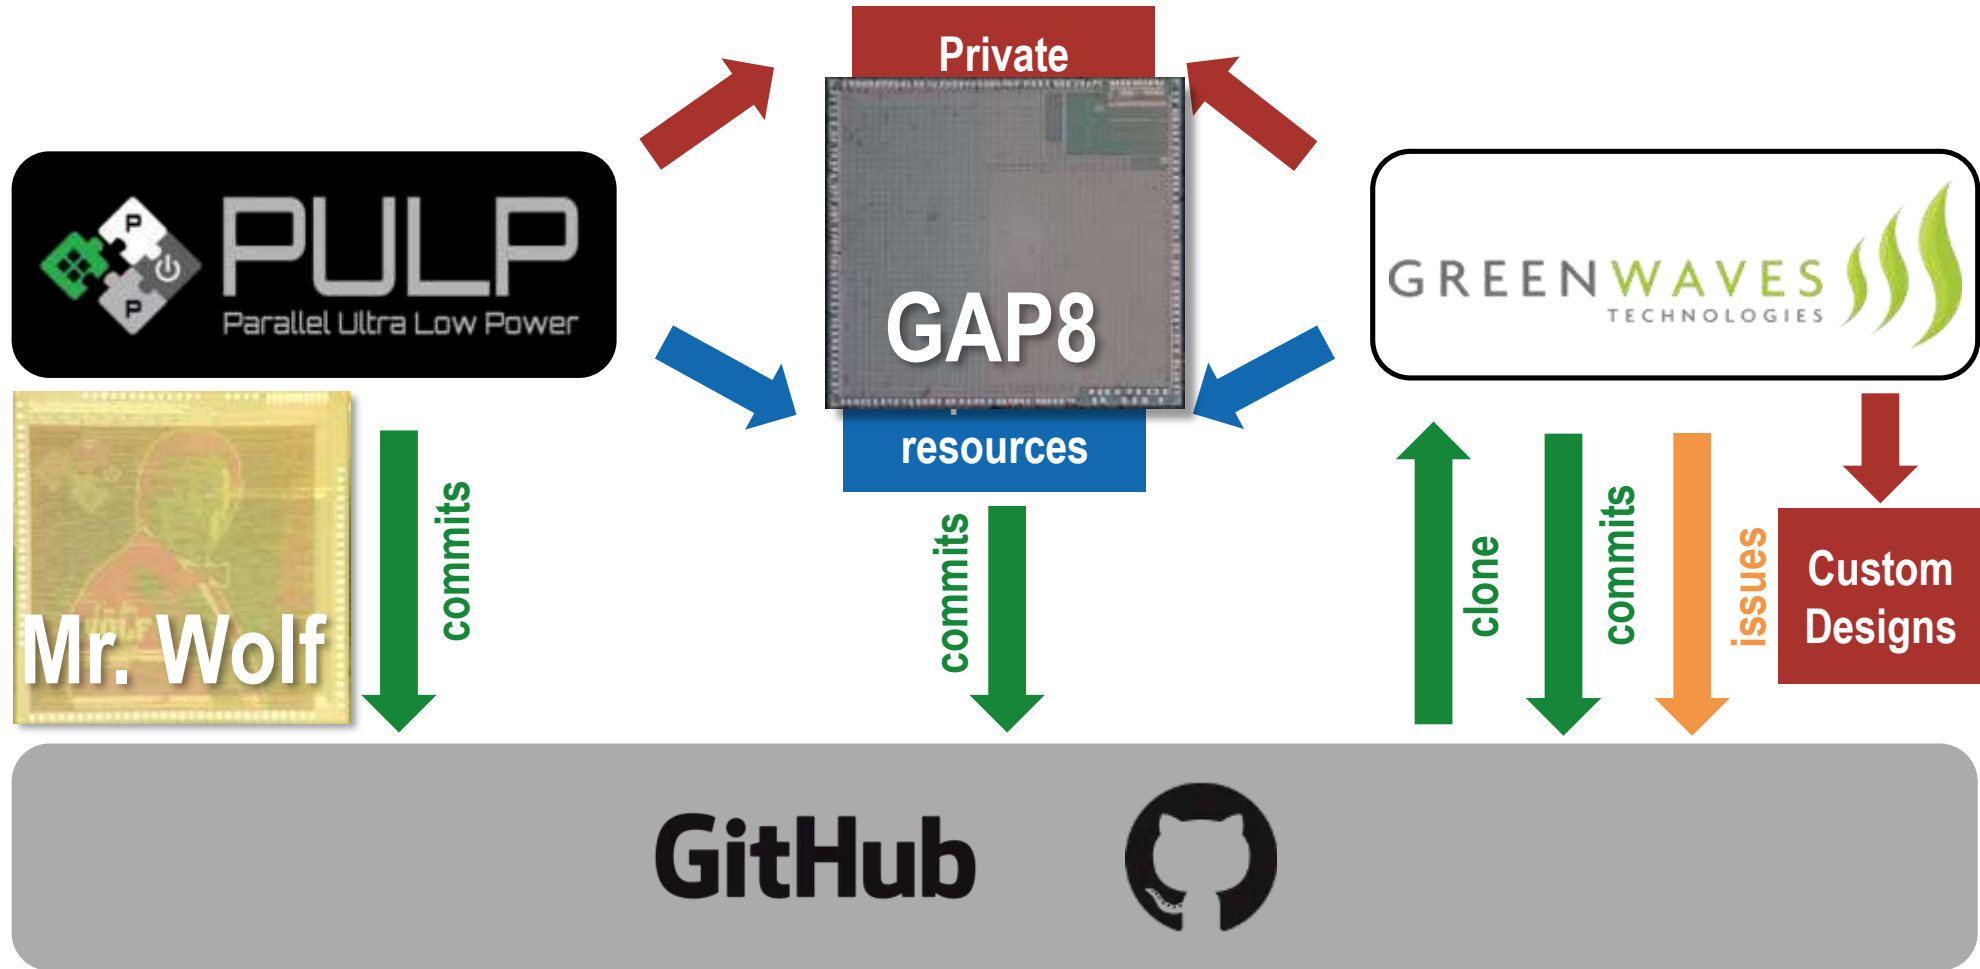 Private
P
P
PULP
Parallel Ultra Low Power
GREENWAVES
TECHNOLOGIES
GAP8
resources
Mr. Wolf
commits
commits
clone
commits
issues
Custom
Designs
GitHub